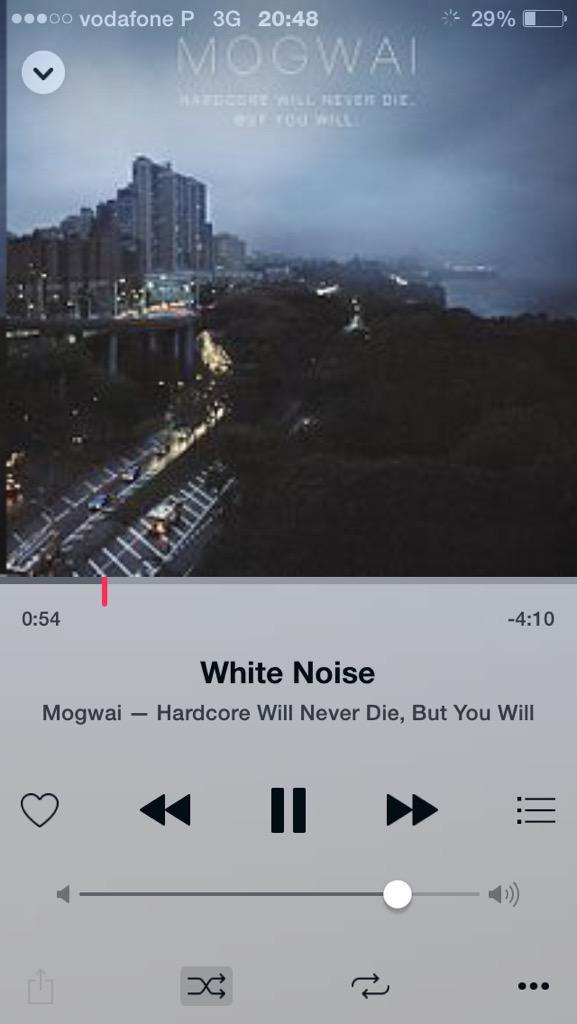 vodafone P 3G 20:48 29%
MOGWAI
HARDCORE WILL NEVER DIE,
BUT YOU WILL.
0:54 -4:10
White Noise
Mogwai — Hardcore Will Never Die, But You Will